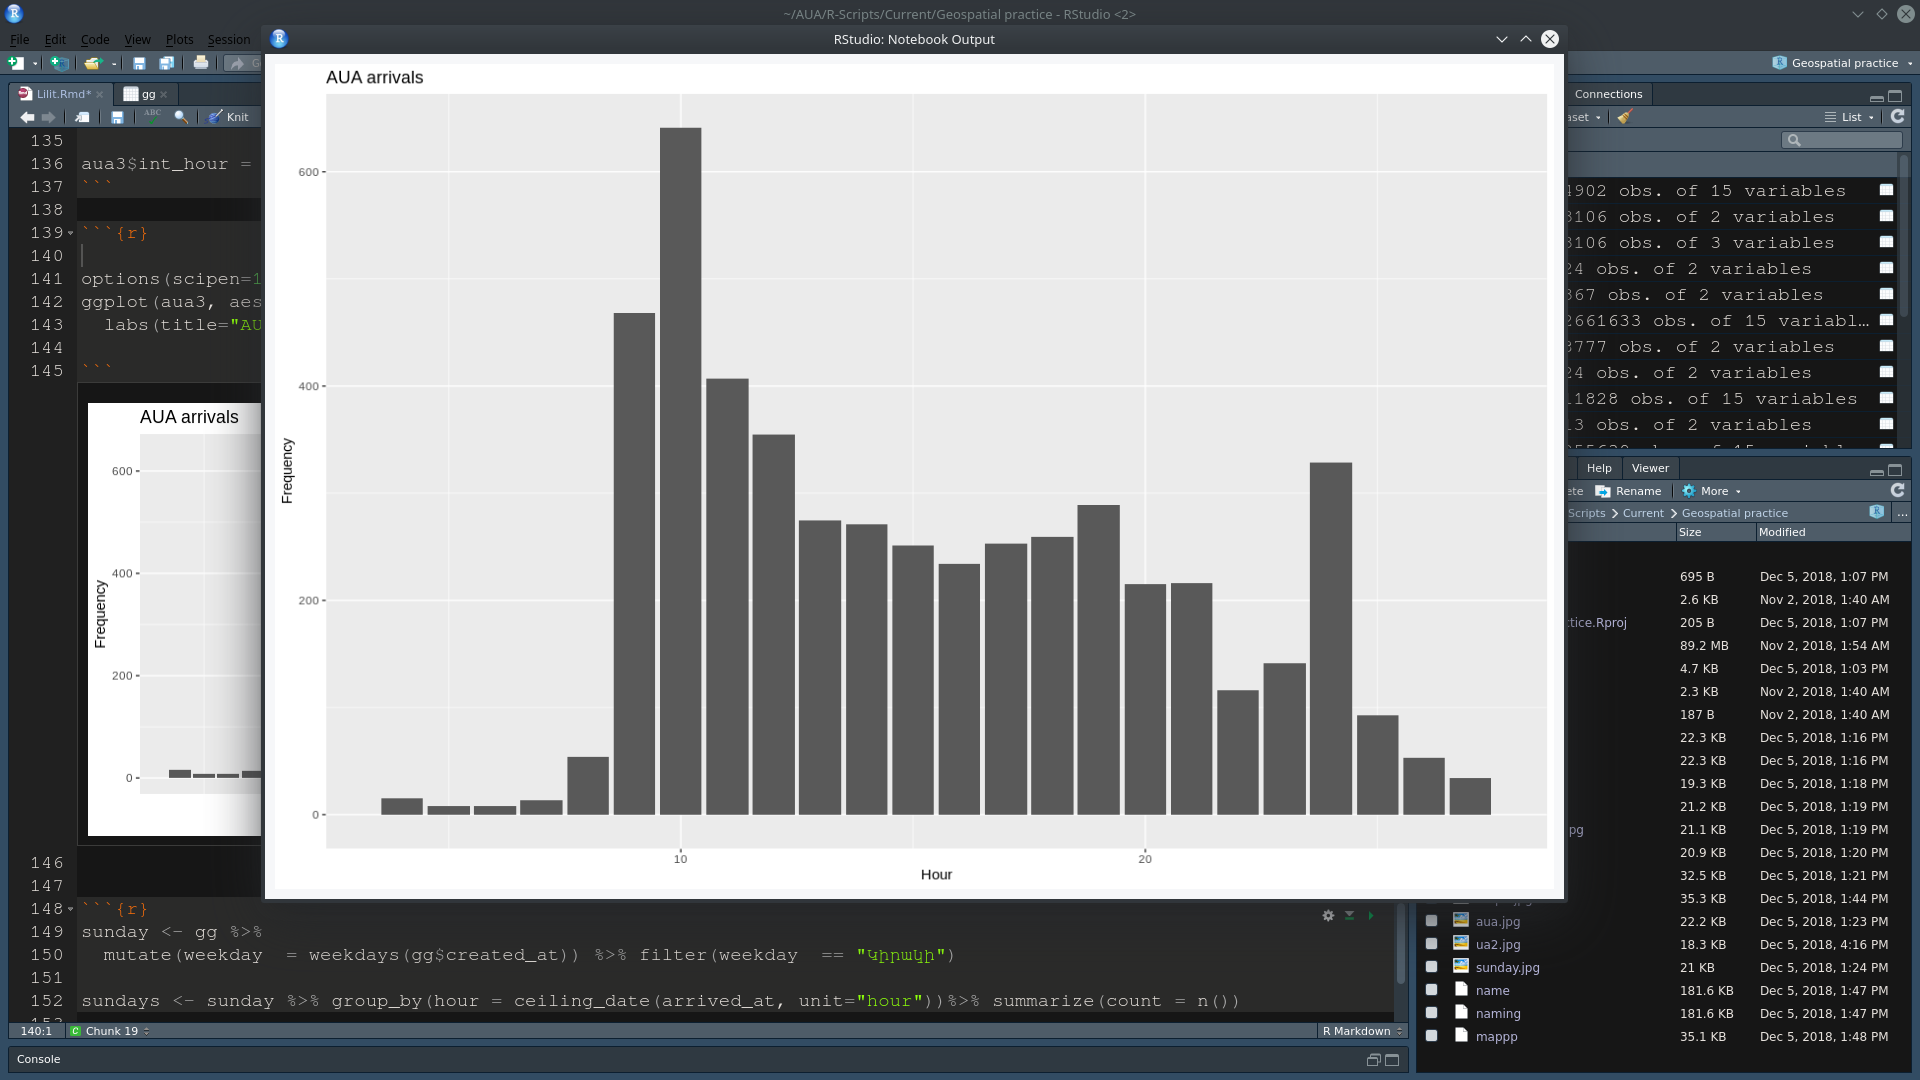 ~/AUA/R-Scripts/Current/Geospatial practice - RStudio <2>
File Edit Code View Plots Session
RStudio: Notebook Output
Geospatial practice
Lilit.Rmd*
gg
ABC
Knit
135
136 aua3$int_hour =
137 ```
138
139 ```{r}
140
141 options(scipen=1
142 ggplot(aua3, aes
143 labs(title="AU
144
145 ```
AUA arrivals
600
400
200
0
Frequency
AUA arrivals
600
400
200
0
Frequency
10
20
Hour
146
147
148 ```{r}
149 sunday <- gg %>%
150 mutate(weekday  = weekdays(gg$created_at)) %>% filter(weekday  == "Կիրակի")
151
152 sundays <- sunday %>% group_by(hour = ceiling_date(arrived_at, unit="hour"))%>% summarize(count = n())
140:1
Chunk 19
R Markdown
Console
Connections
aset
List
4902 obs. of 15 variables
3106 obs. of 2 variables
3106 obs. of 3 variables
24 obs. of 2 variables
367 obs. of 2 variables
2661633 obs. of 15 variabl…
3777 obs. of 2 variables
24 obs. of 2 variables
11828 obs. of 15 variables
13 obs. of 2 variables
Help Viewer
ete Rename More
Scripts Current Geospatial practice ...
Size Modified
695 B Dec 5, 2018, 1:07 PM
2.6 KB Nov 2, 2018, 1:40 AM
tice.Rproj 205 B Dec 5, 2018, 1:07 PM
89.2 MB Nov 2, 2018, 1:54 AM
4.7 KB Dec 5, 2018, 1:03 PM
2.3 KB Nov 2, 2018, 1:40 AM
187 B Nov 2, 2018, 1:40 AM
22.3 KB Dec 5, 2018, 1:16 PM
22.3 KB Dec 5, 2018, 1:16 PM
19.3 KB Dec 5, 2018, 1:18 PM
21.2 KB Dec 5, 2018, 1:19 PM
pg 21.1 KB Dec 5, 2018, 1:19 PM
20.9 KB Dec 5, 2018, 1:20 PM
32.5 KB Dec 5, 2018, 1:21 PM
35.3 KB Dec 5, 2018, 1:44 PM
aua.jpg 22.2 KB Dec 5, 2018, 1:23 PM
ua2.jpg 18.3 KB Dec 5, 2018, 4:16 PM
sunday.jpg 21 KB Dec 5, 2018, 1:24 PM
name 181.6 KB Dec 5, 2018, 1:47 PM
naming 181.6 KB Dec 5, 2018, 1:47 PM
mappp 35.1 KB Dec 5, 2018, 1:48 PM